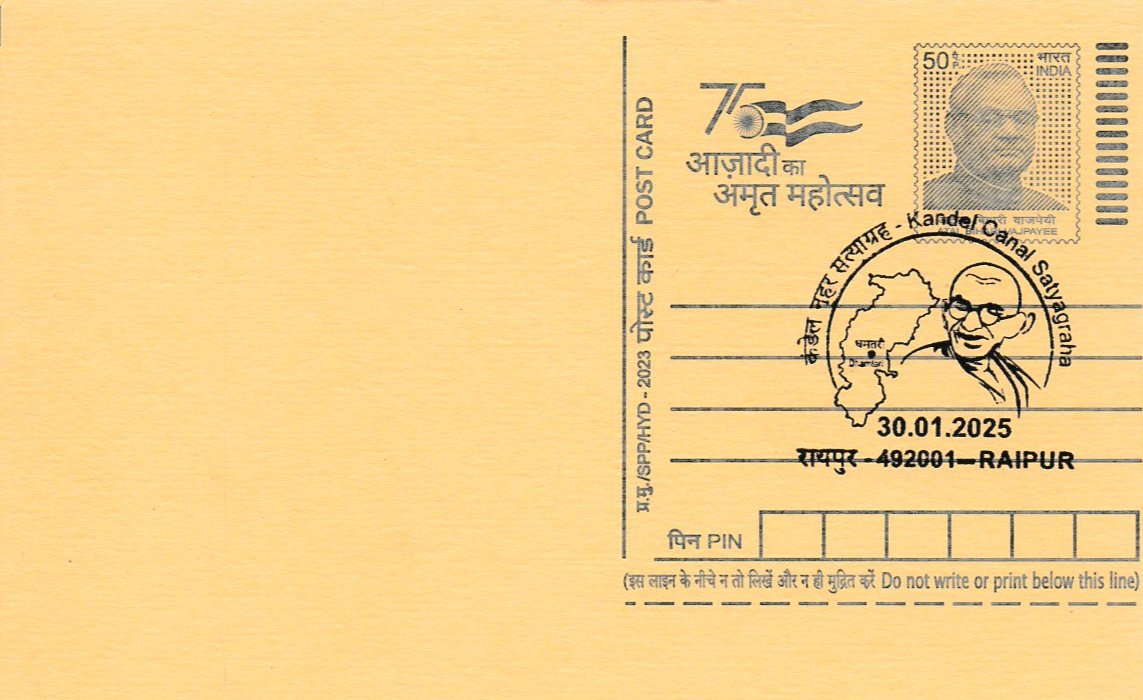 75
आज़ादी का
अमृत महोत्सव
50 पै P.
भारत
INDIA
बिहारी वाजपेयी
ATAL BIHARI VAJPAYEE
प्र.मु./SPP/HYD - 2023 पोस्ट कार्ड POST CARD
कंडेल नहर सत्याग्रह - Kandel Canal Satyagraha
धमतरी
Dhamtari
30.01.2025
रायपुर - 492001 – RAIPUR
पिन PIN
(इस लाइन के नीचे न तो लिखें और न ही मुद्रित करें Do not write or print below this line)